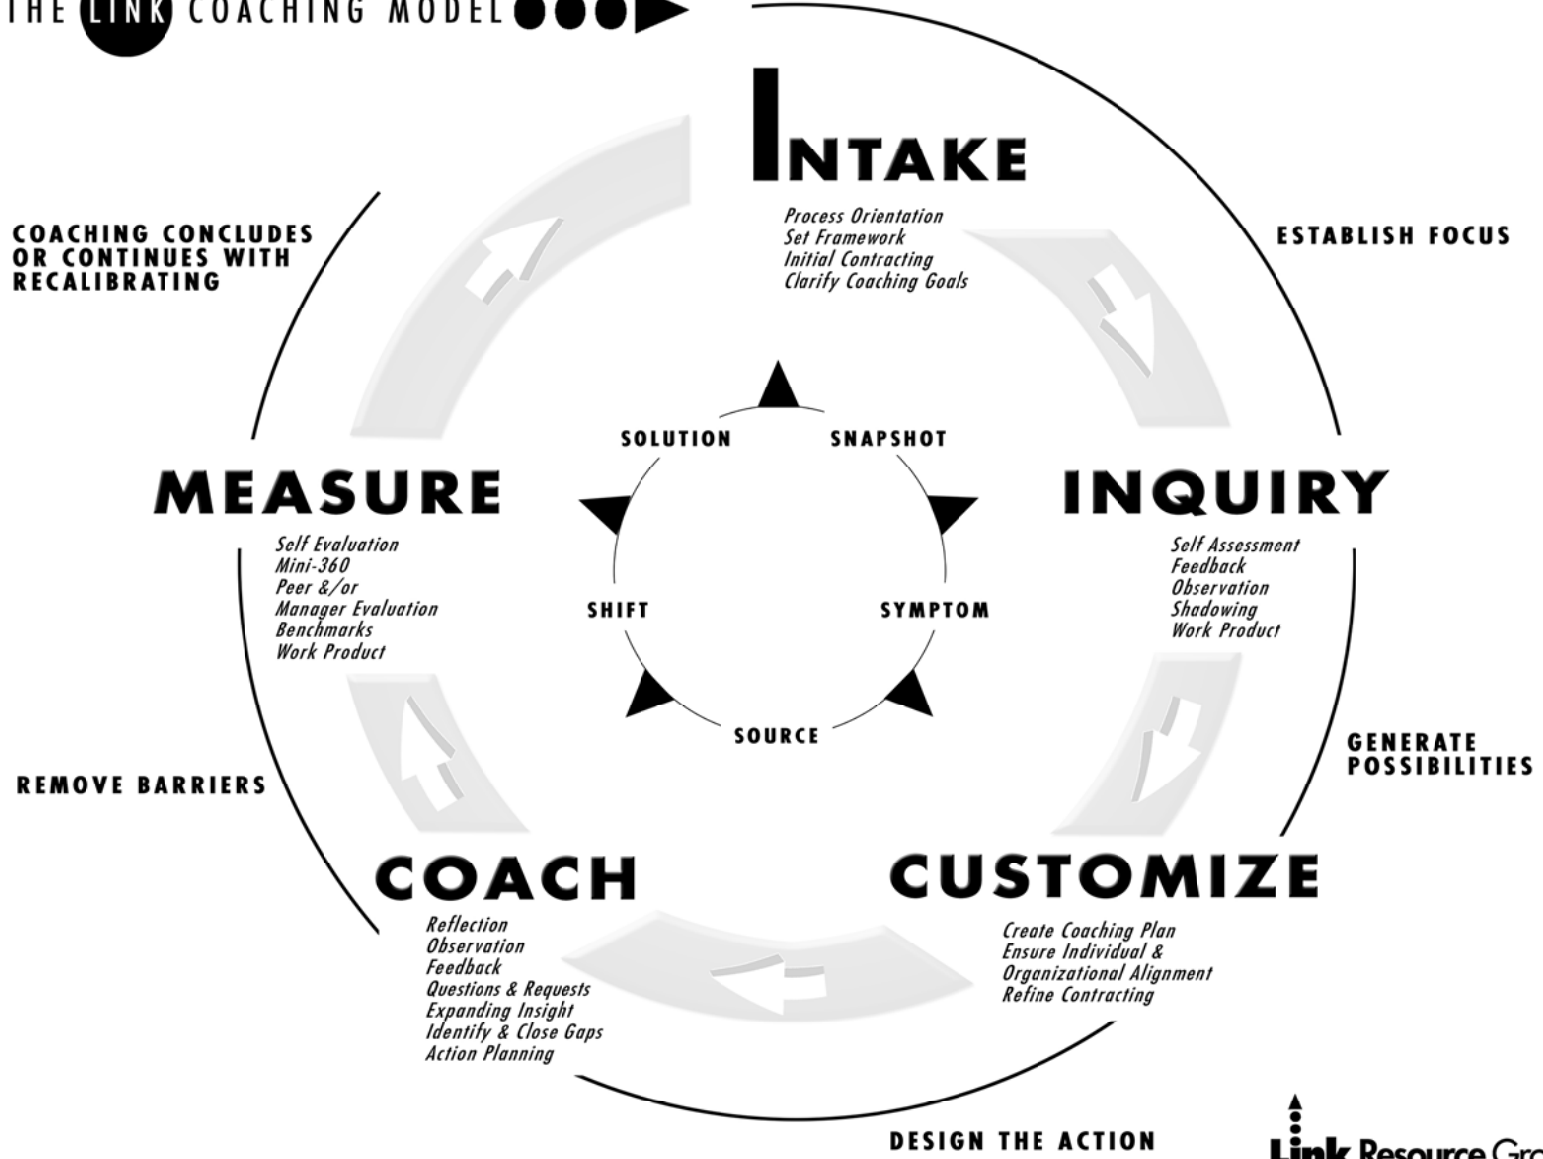 THE LINK COACHING MODEL
INTAKE
Process Orientation
Set Framework
Initial Contracting
Clarify Coaching Goals
COACHING CONCLUDES
OR CONTINUES WITH
RECALIBRATING
ESTABLISH FOCUS
SOLUTION
SNAPSHOT
MEASURE
INQUIRY
Self Evaluation
Mini-360
Peer &/or
Manager Evaluation
Benchmarks
Work Product
Self Assessment
Feedback
Observation
Shadowing
Work Product
SHIFT
SYMPTOM
SOURCE
REMOVE BARRIERS
GENERATE
POSSIBILITIES
COACH
CUSTOMIZE
Reflection
Observation
Feedback
Questions & Requests
Expanding Insight
Identify & Close Gaps
Action Planning
Create Coaching Plan
Ensure Individual &
Organizational Alignment
Refine Contracting
DESIGN THE ACTION
Link Resource